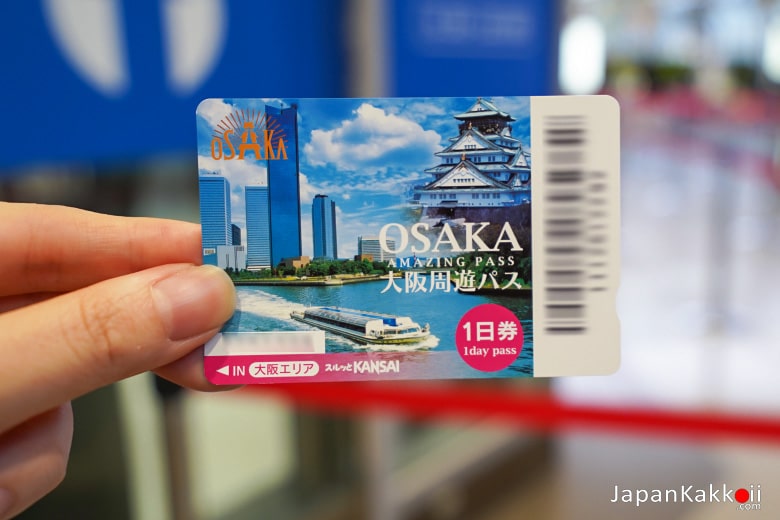 OSAKA
OSAKA
AMAZING PASS
大阪周遊パス
1日券
1day pass
◄ IN 大阪エリア スルッとKANSAI
JapanKakkoii
.com